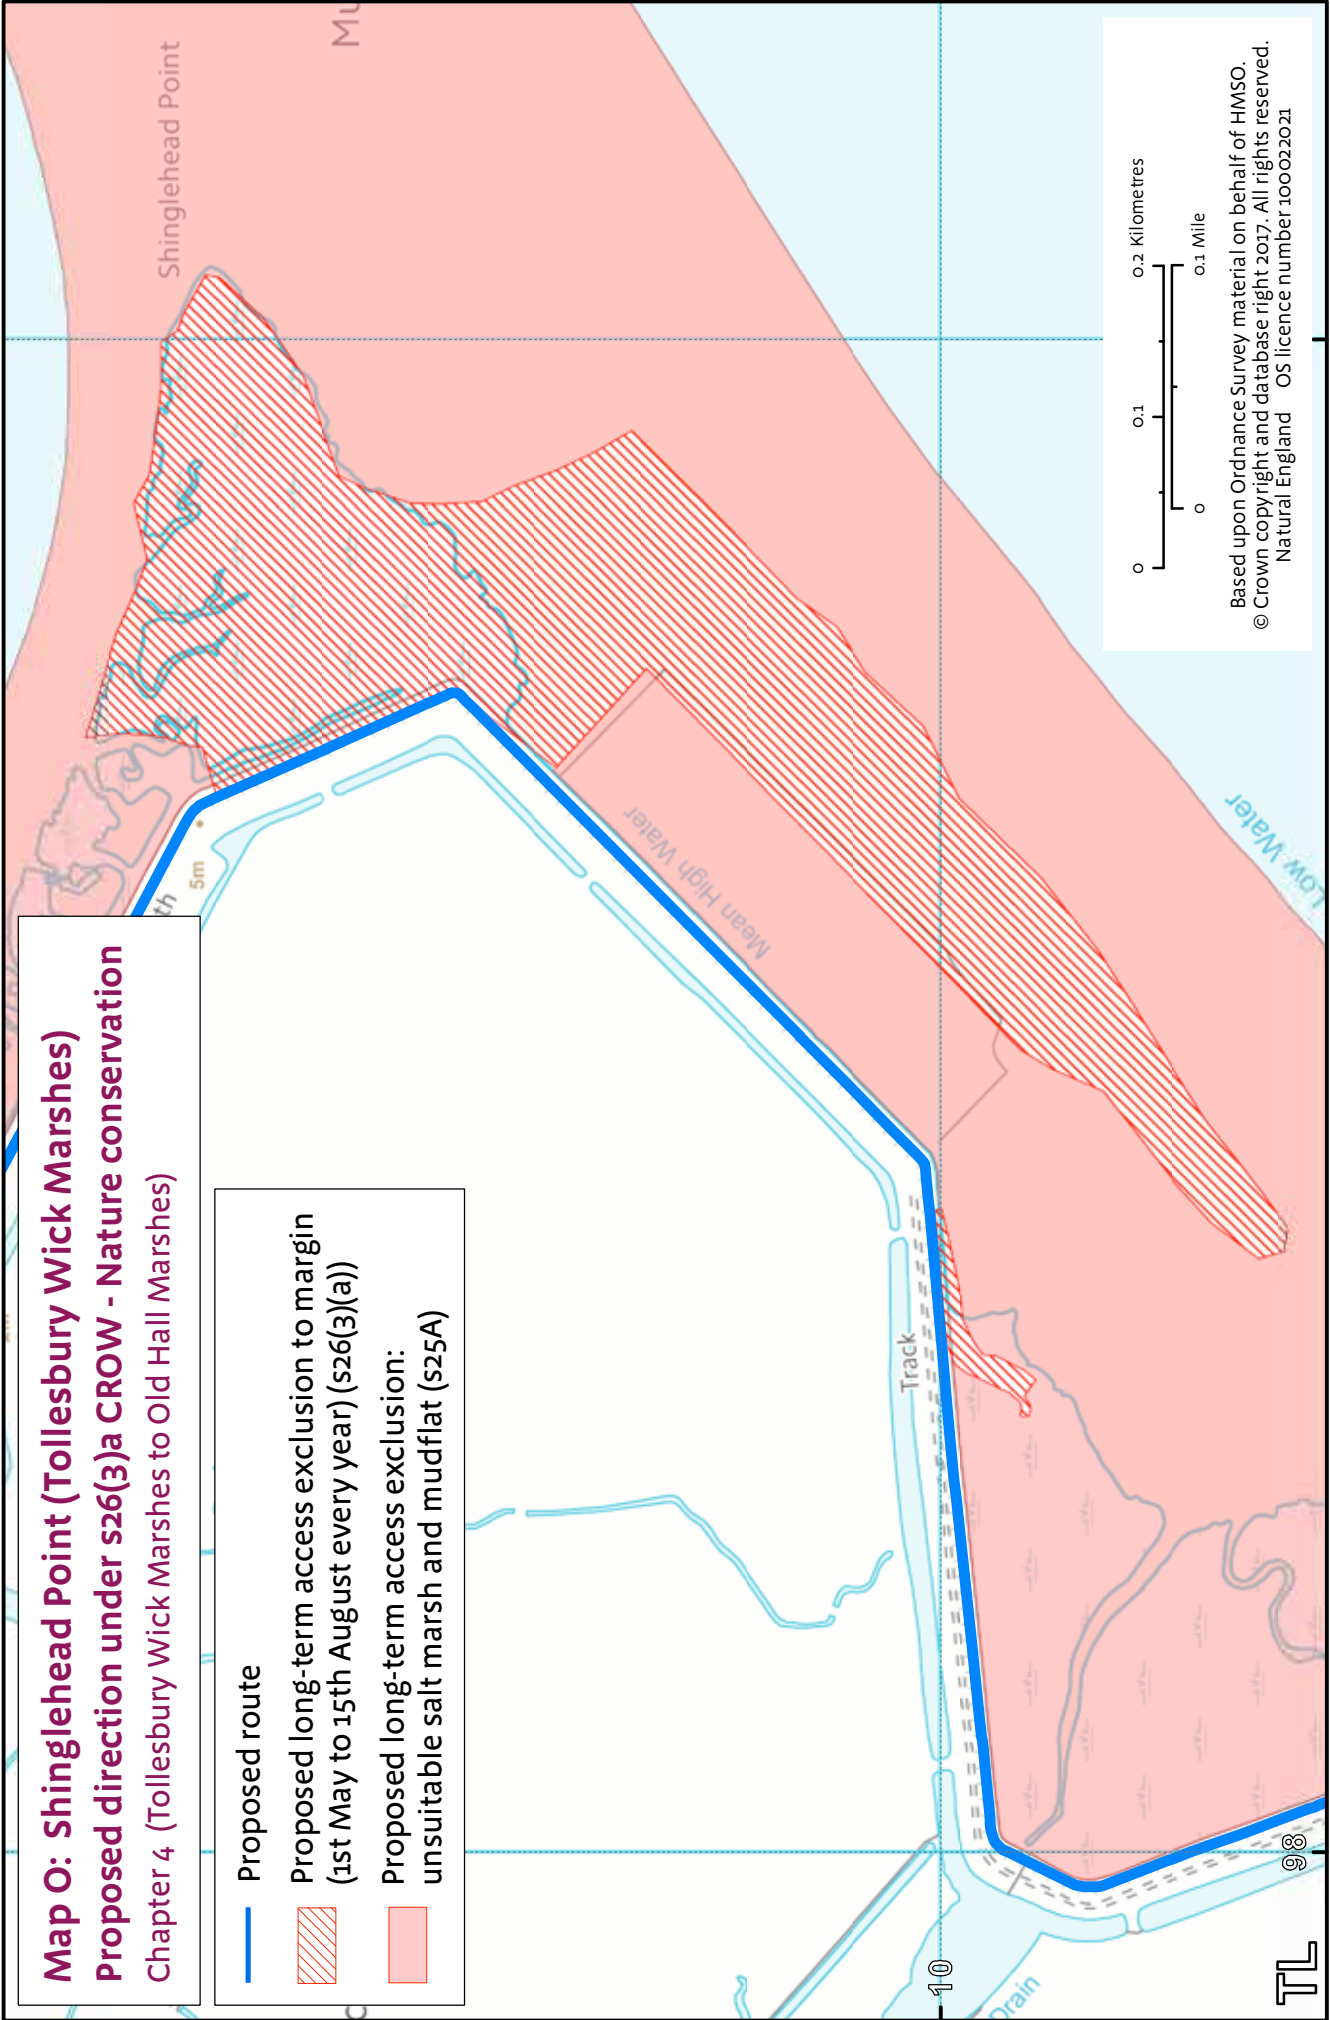 Map O: Shinglehead Point (Tollesbury Wick Marshes)
Proposed direction under s26(3)a CROW - Nature conservation
Chapter 4 (Tollesbury Wick Marshes to Old Hall Marshes)
Proposed route
Proposed long-term access exclusion to margin
(1st May to 15th August every year) (s26(3)(a))
Proposed long-term access exclusion:
unsuitable salt marsh and mudflat (s25A)
Shinglehead Point
Mu
th
5m
Mean High Water
Low Water
Track
Drain
10
98
TL
0 0.1 0.2 Kilometres
0 0.1 Mile
Based upon Ordnance Survey material on behalf of HMSO.
© Crown copyright and database right 2017. All rights reserved.
Natural England OS licence number 100022021